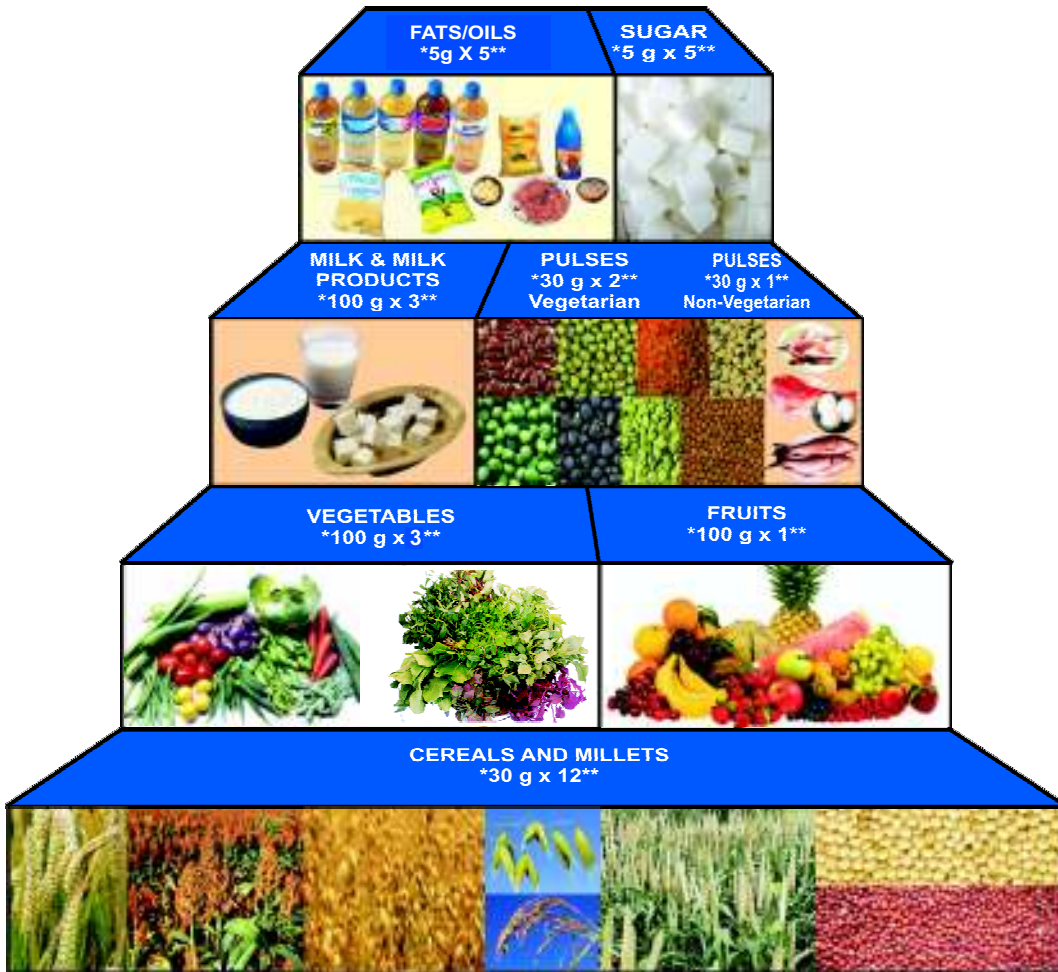 FATS/OILS
*5g X 5**
SUGAR
*5 g x 5**
MILK & MILK
PRODUCTS
*100 g x 3**
PULSES
*30 g x 2**
Vegetarian
PULSES
*30 g x 1**
Non-Vegetarian
VEGETABLES
*100 g x 3**
FRUITS
*100 g x 1**
CEREALS AND MILLETS
*30 g x 12**